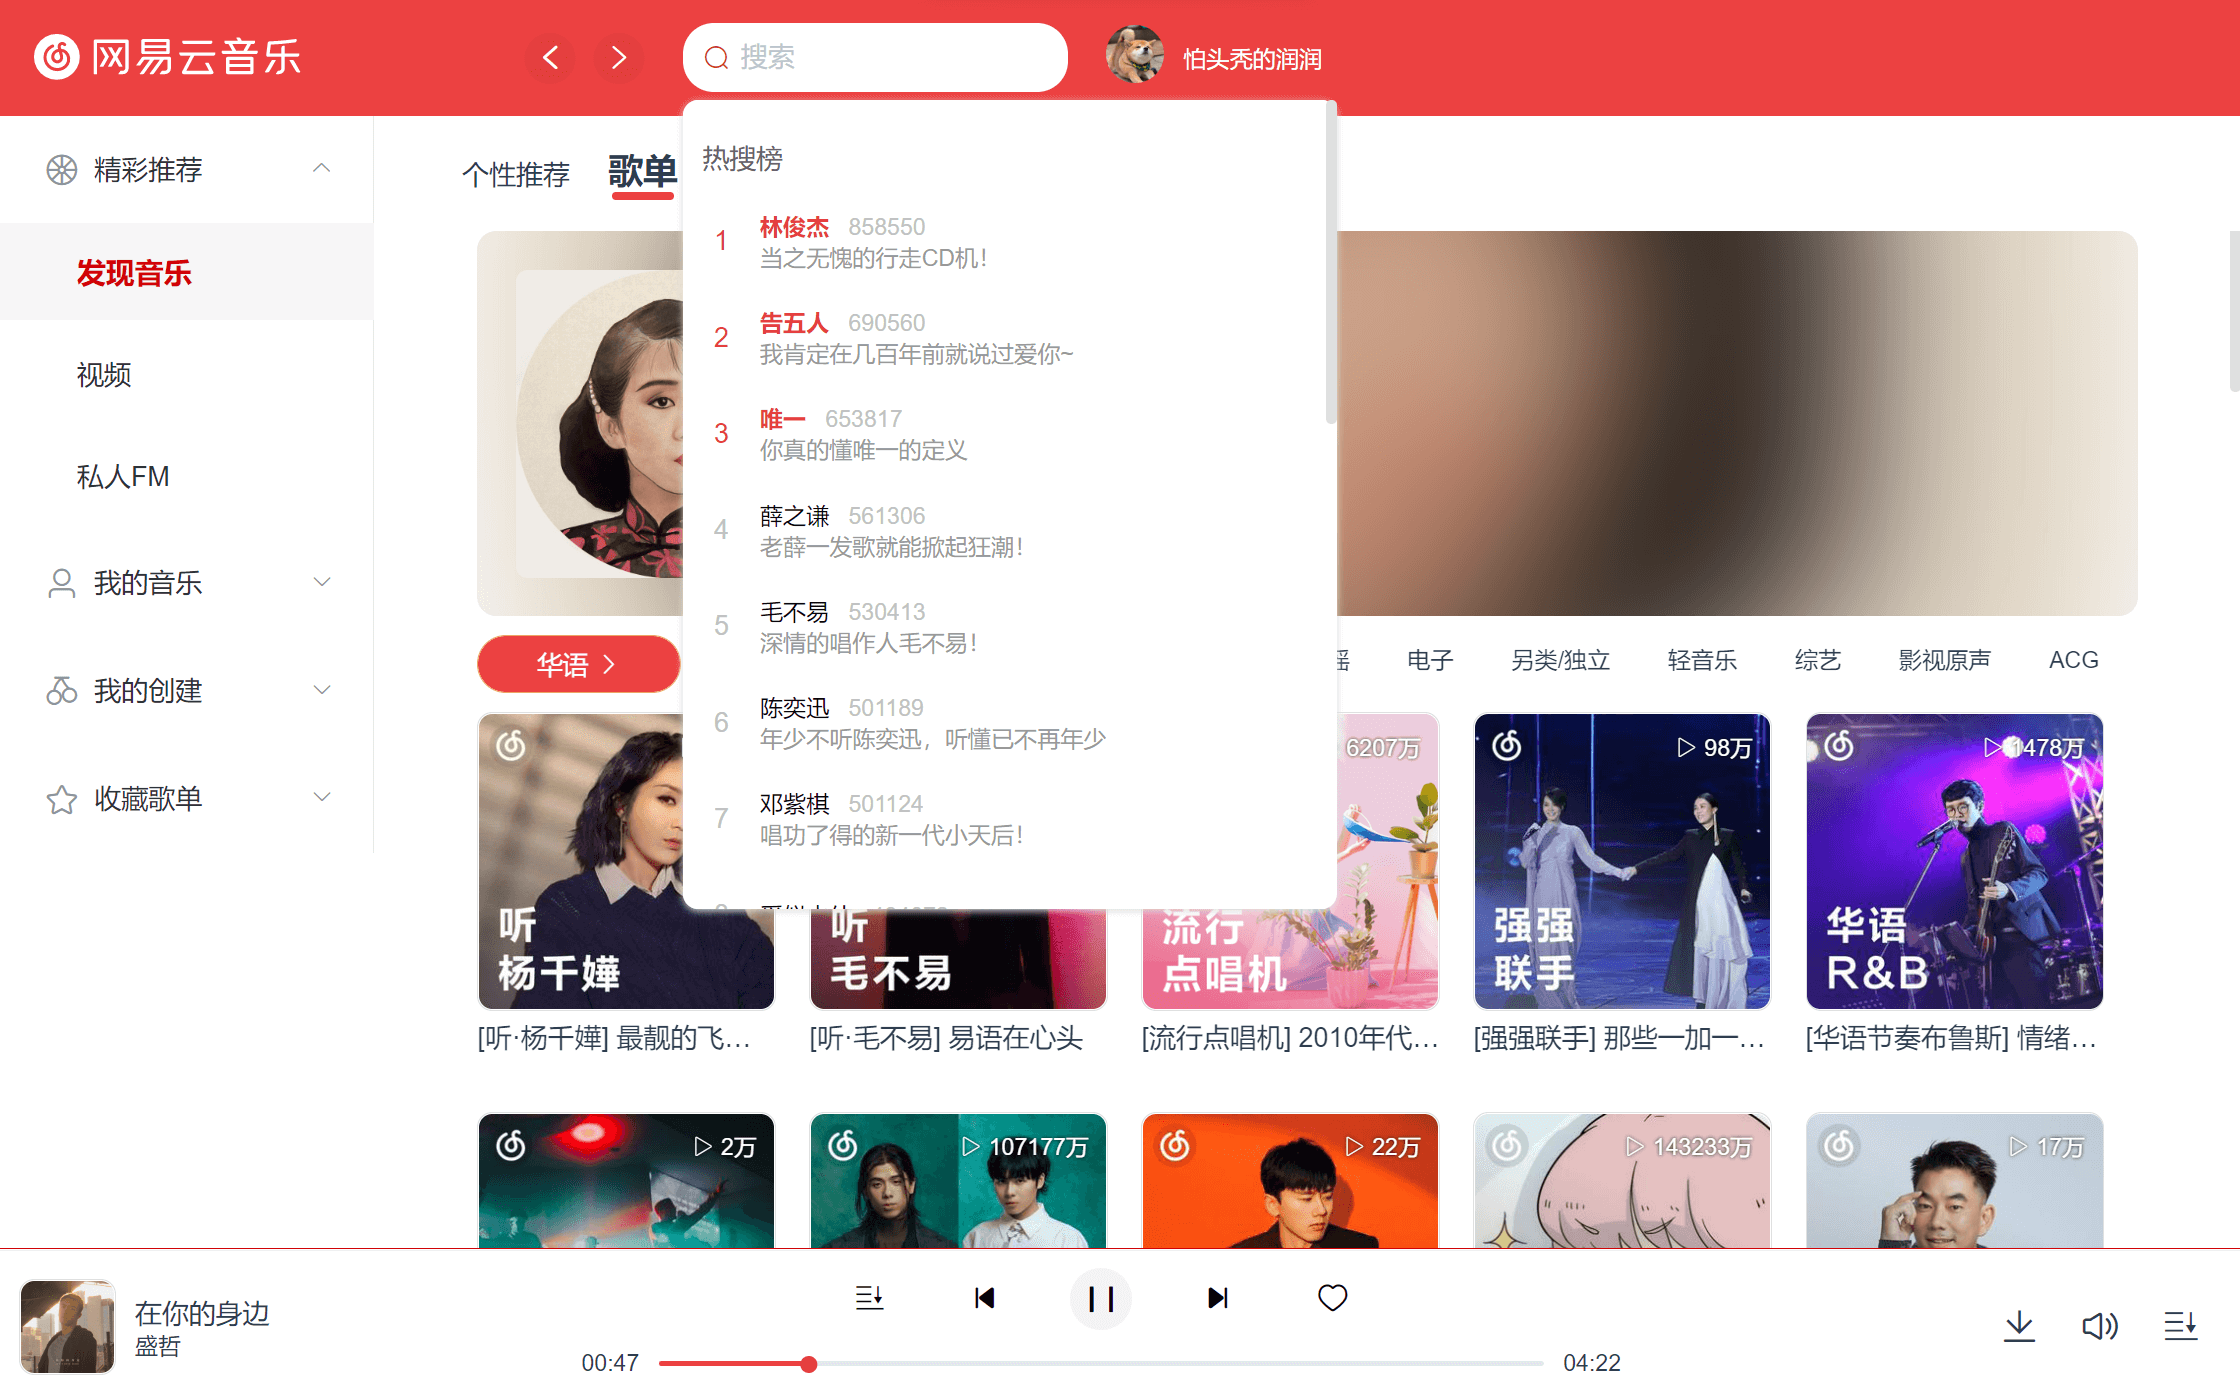 网易云音乐
搜索
怕头秃的润润
精彩推荐
发现音乐
视频
私人FM
我的音乐
我的创建
收藏歌单
个性推荐
歌单
热搜榜
1
林俊杰 858550
当之无愧的行走CD机！
2
告五人 690560
我肯定在几百年前就说过爱你~
3
唯一 653817
你真的懂唯一的定义
4
薛之谦 561306
老薛一发歌就能掀起狂潮！
5
毛不易 530413
深情的唱作人毛不易！
6
陈奕迅 501189
年少不听陈奕迅，听懂已不再年少
7
邓紫棋 501124
唱功了得的新一代小天后！
华语
电子
另类/独立
轻音乐
综艺
影视原声
ACG
听
杨千嬅
[听·杨千嬅] 最靓的飞…
听
毛不易
[听·毛不易] 易语在心头
6207万
流行
点唱机
[流行点唱机] 2010年代…
98万
强强
联手
[强强联手] 那些一加一…
1478万
华语
R&B
[华语节奏布鲁斯] 情绪…
2万
107177万
22万
143233万
17万
在你的身边
盛哲
00:47
04:22